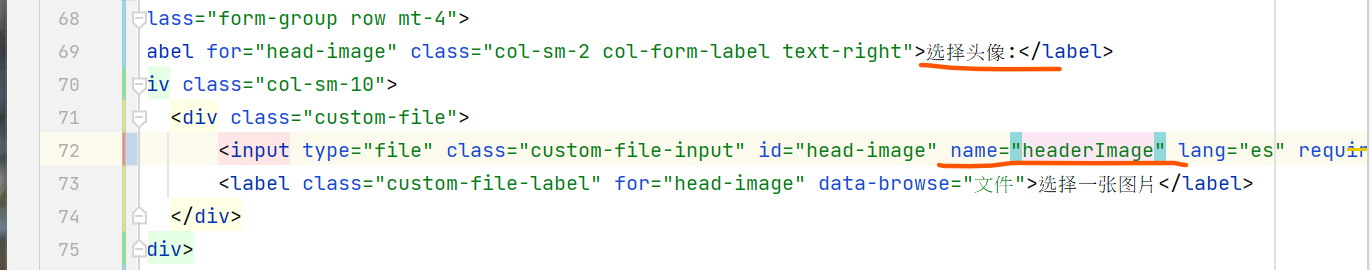 68 lass="form-group row mt-4">
69 abel for="head-image" class="col-sm-2 col-form-label text-right">选择头像:</label>
70 iv class="col-sm-10">
71 <div class="custom-file">
72 <input type="file" class="custom-file-input" id="head-image" name="headerImage" lang="es" requir
73 <label class="custom-file-label" for="head-image" data-browse="文件">选择一张图片</label>
74 </div>
75 div>